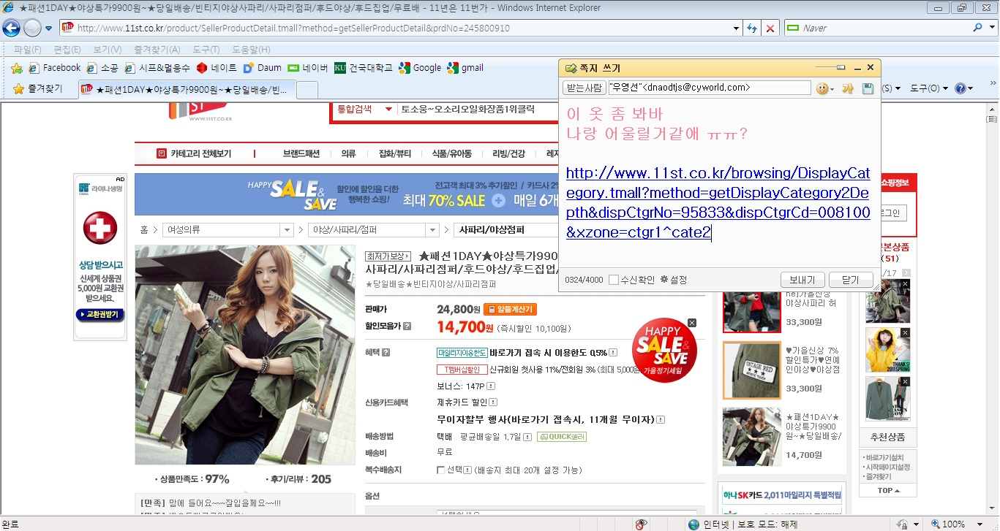 ★패션1DAY★야상특가9900원~★당일배송/빈티지야상사파리/사파리점퍼/후드야상/후드집업/무료배 - 11년은 11번가 - Windows Internet Explorer
http://www.11st.co.kr/product/SellerProductDetail.tmall?method=getSellerProductDetail&prdNo=245800910
Naver
파일(F) 편집(E) 보기(V) 즐겨찾기(A) 도구(T) 도움말(H)
Facebook 소공 시프&멀옹수 네이트 Daum 네이버 KU 건국대학교 Google gmail
즐겨찾기 ★패션1DAY★야상특가9900원~★당일배송/빈...
(S) 도구(O)
쪽지 쓰기
받는사람 "우영선"<dnaodtjs@cyworld.com>
가
이 옷 좀 봐바
나랑 어울릴거같애 ㅠㅠ?
http://www.11st.co.kr/browsing/DisplayCat
egory.tmall?method=getDisplayCategory2De
pth&dispCtgrNo=95833&dispCtgrCd=008100
&xzone=ctgr1^cate2
0324/4000 수신확인 설정 보내기 닫기
11ST
WWW.11ST.CO.KR
통합검색 토소웅~오소리오일화장품1위클릭
카테고리 전체보기 브랜드패션 의류 잡화/뷰티 식품/유아동 리빙/건강 레저
AD
라이나생명
상담 받으시고
신세계 상품권
5,000원 교환권
받으세요.
교환권받기
HAPPY SALE & SAVE
할인에 할인을 더한
행복한 쇼핑!
전고객 최대 3% 추가할인 / 카드사 2%
최대 70% SALE + 매일 6개
홈 > 여성의류 > 야상/사파리/점퍼 > 사파리/야상점퍼
최저가보상 ★패션1DAY★야상특가990
사파리/사파리점퍼/후드야상/후드집업/
★당일배송★빈티지야상/사파리점퍼
판매가 24,800원 알뜰계산기
할인모음가 14,700원 (즉시할인 10,100원)
혜택 마일리지이용한도 바로가기 접속 시 이용한도 0.5%
T멤버십할인 신규회원 첫사용 11%/전회원 3% (최대 5,000원
보너스: 147P
신용카드혜택 제휴카드 할인
무이자할부 행사(바로가기 접속시, 11개월 무이자)
배송방법 택배 평균배송일 1.7일 QUICK셀러
배송비 무료
복수배송지 선택 (배송지 최대 20개 설정 가능)
옵션
HAPPY
SALE &
SAVE
가을정기세일
· 상품만족도 : 97% · 후기/리뷰 : 205
[만족] 맘에 들어요~~~잘입을께요~~!!!
쇼핑정보
로그인
본상품
(51)
/17
야상사파리 허
33,300원
♥가을신상 7%
할인특가♥연예
인야상♥야상점
33,300원
VINTAGE RAW
★패션1DAY★
야상특가9900
원~★당일배송/
14,700원
THANKS!
2011SPRING
추천상품
· 바로가기설치
· 시작페이지설정
· 즐겨찾기
TOP
하나SK카드 2,011마일리지 특별적립
완료 인터넷 | 보호 모드: 해제 100%